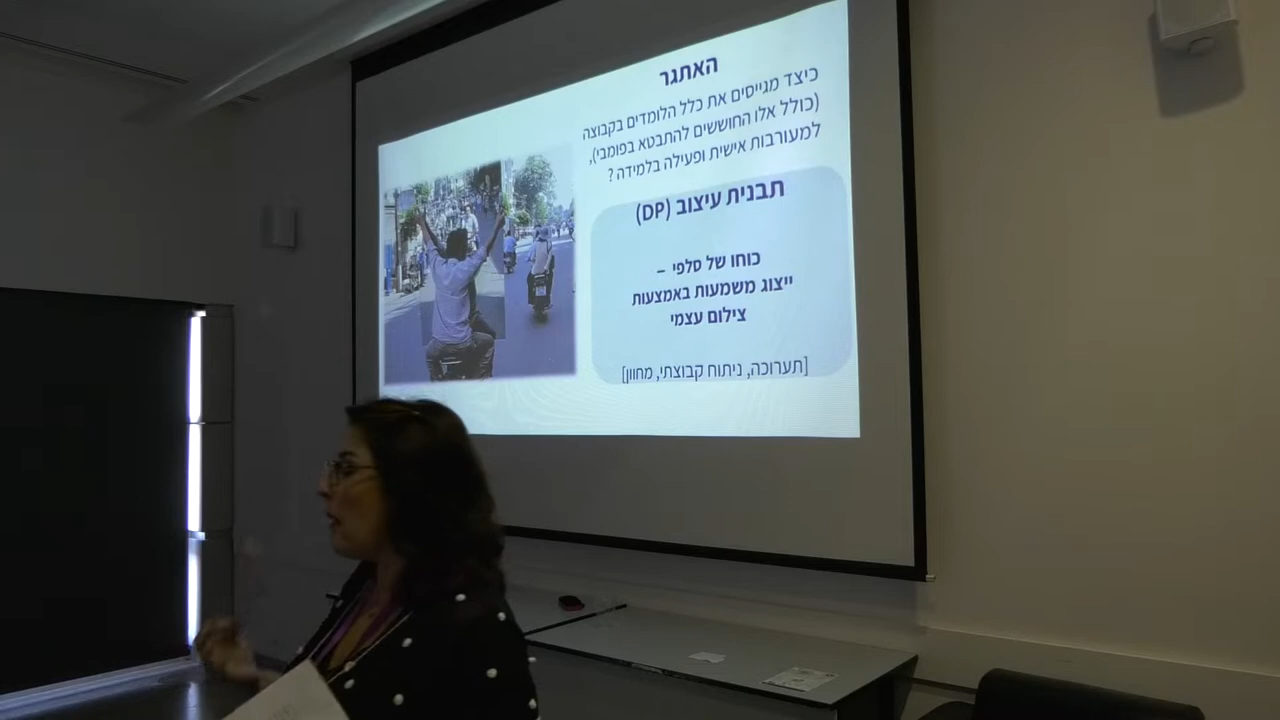 האתגר
כיצד מגייסים את כלל הלומדים בקבוצה
(כולל אלו החוששים להתבטא בפומבי),
למעורבות אישית ופעילה בלמידה ?
תבנית עיצוב (DP)
כוחו של סלפי –
ייצוג משמעות באמצעות
צילום עצמי
[תערוכה, ניתוח קבוצתי, מחוון]